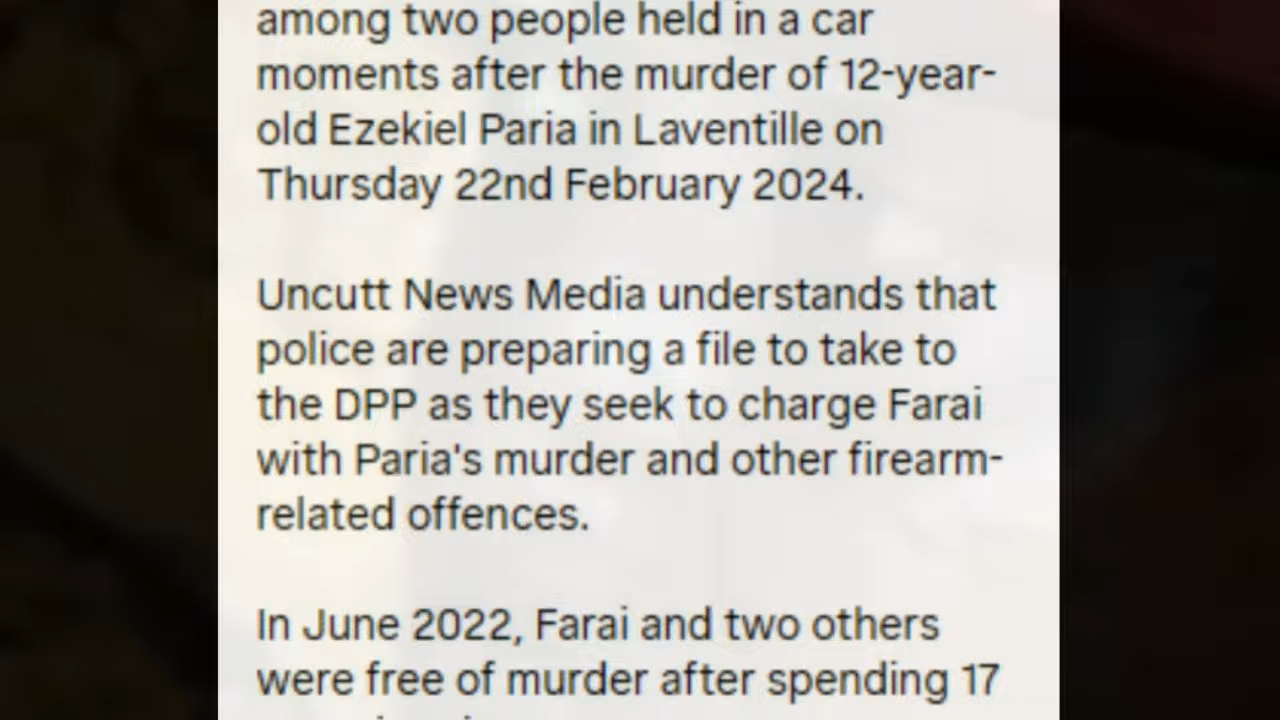 among two people held in a car
moments after the murder of 12-year-
old Ezekiel Paria in Laventille on
Thursday 22nd February 2024.
Uncutt News Media understands that
police are preparing a file to take to
the DPP as they seek to charge Farai
with Paria's murder and other firearm-
related offences.
In June 2022, Farai and two others
were free of murder after spending 17